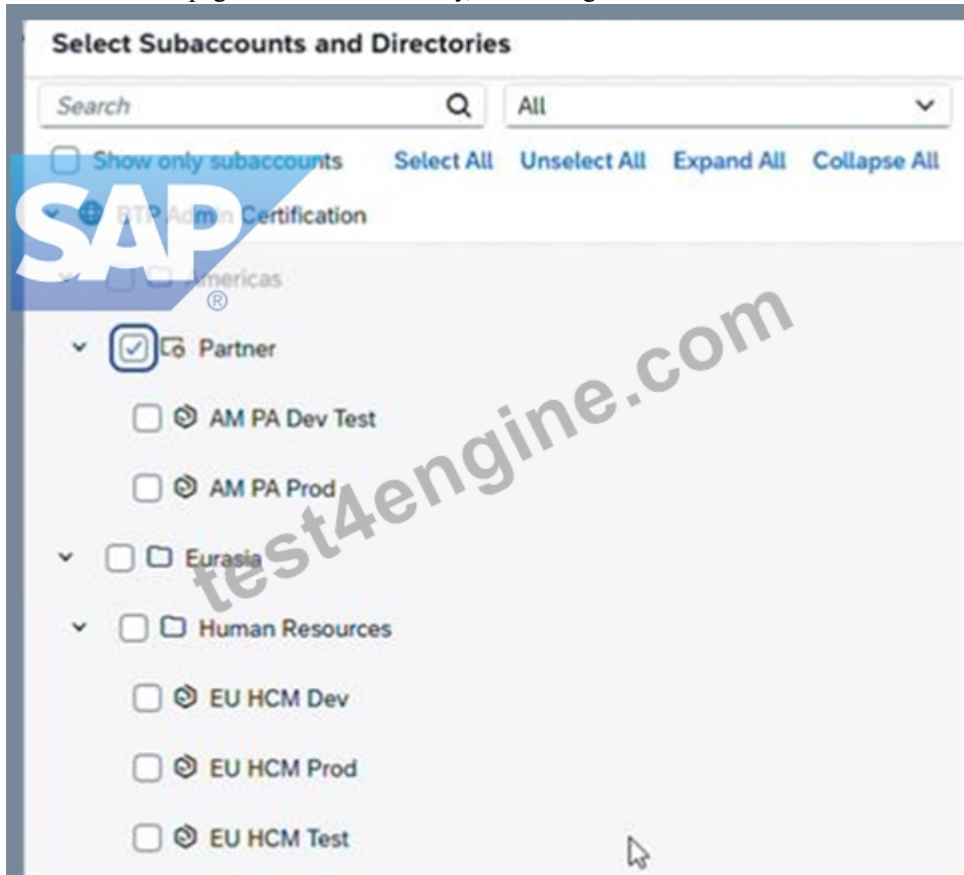 Select Subaccounts and Directories
Search All
Show only subaccounts Select All Unselect All Expand All Collapse All
BTP Admin Certification
Americas
Partner
AM PA Dev Test
AM PA Prod
Eurasia
Human Resources
EU HCM Dev
EU HCM Prod
EU HCM Test
SAP ®
test4engine.com